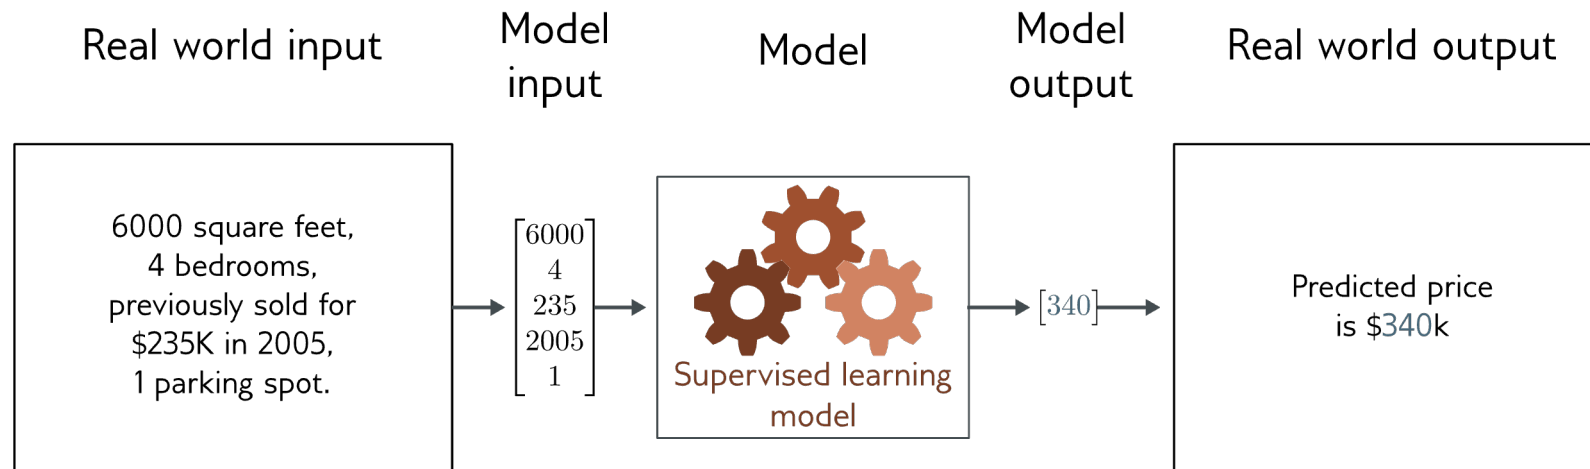 Real world input
Model
input
Model
Model
output
Real world output
6000 square feet,
4 bedrooms,
previously sold for
$235K in 2005,
1 parking spot.
6000
4
235
2005
1
Supervised learning
model
[340]
Predicted price
is $340k